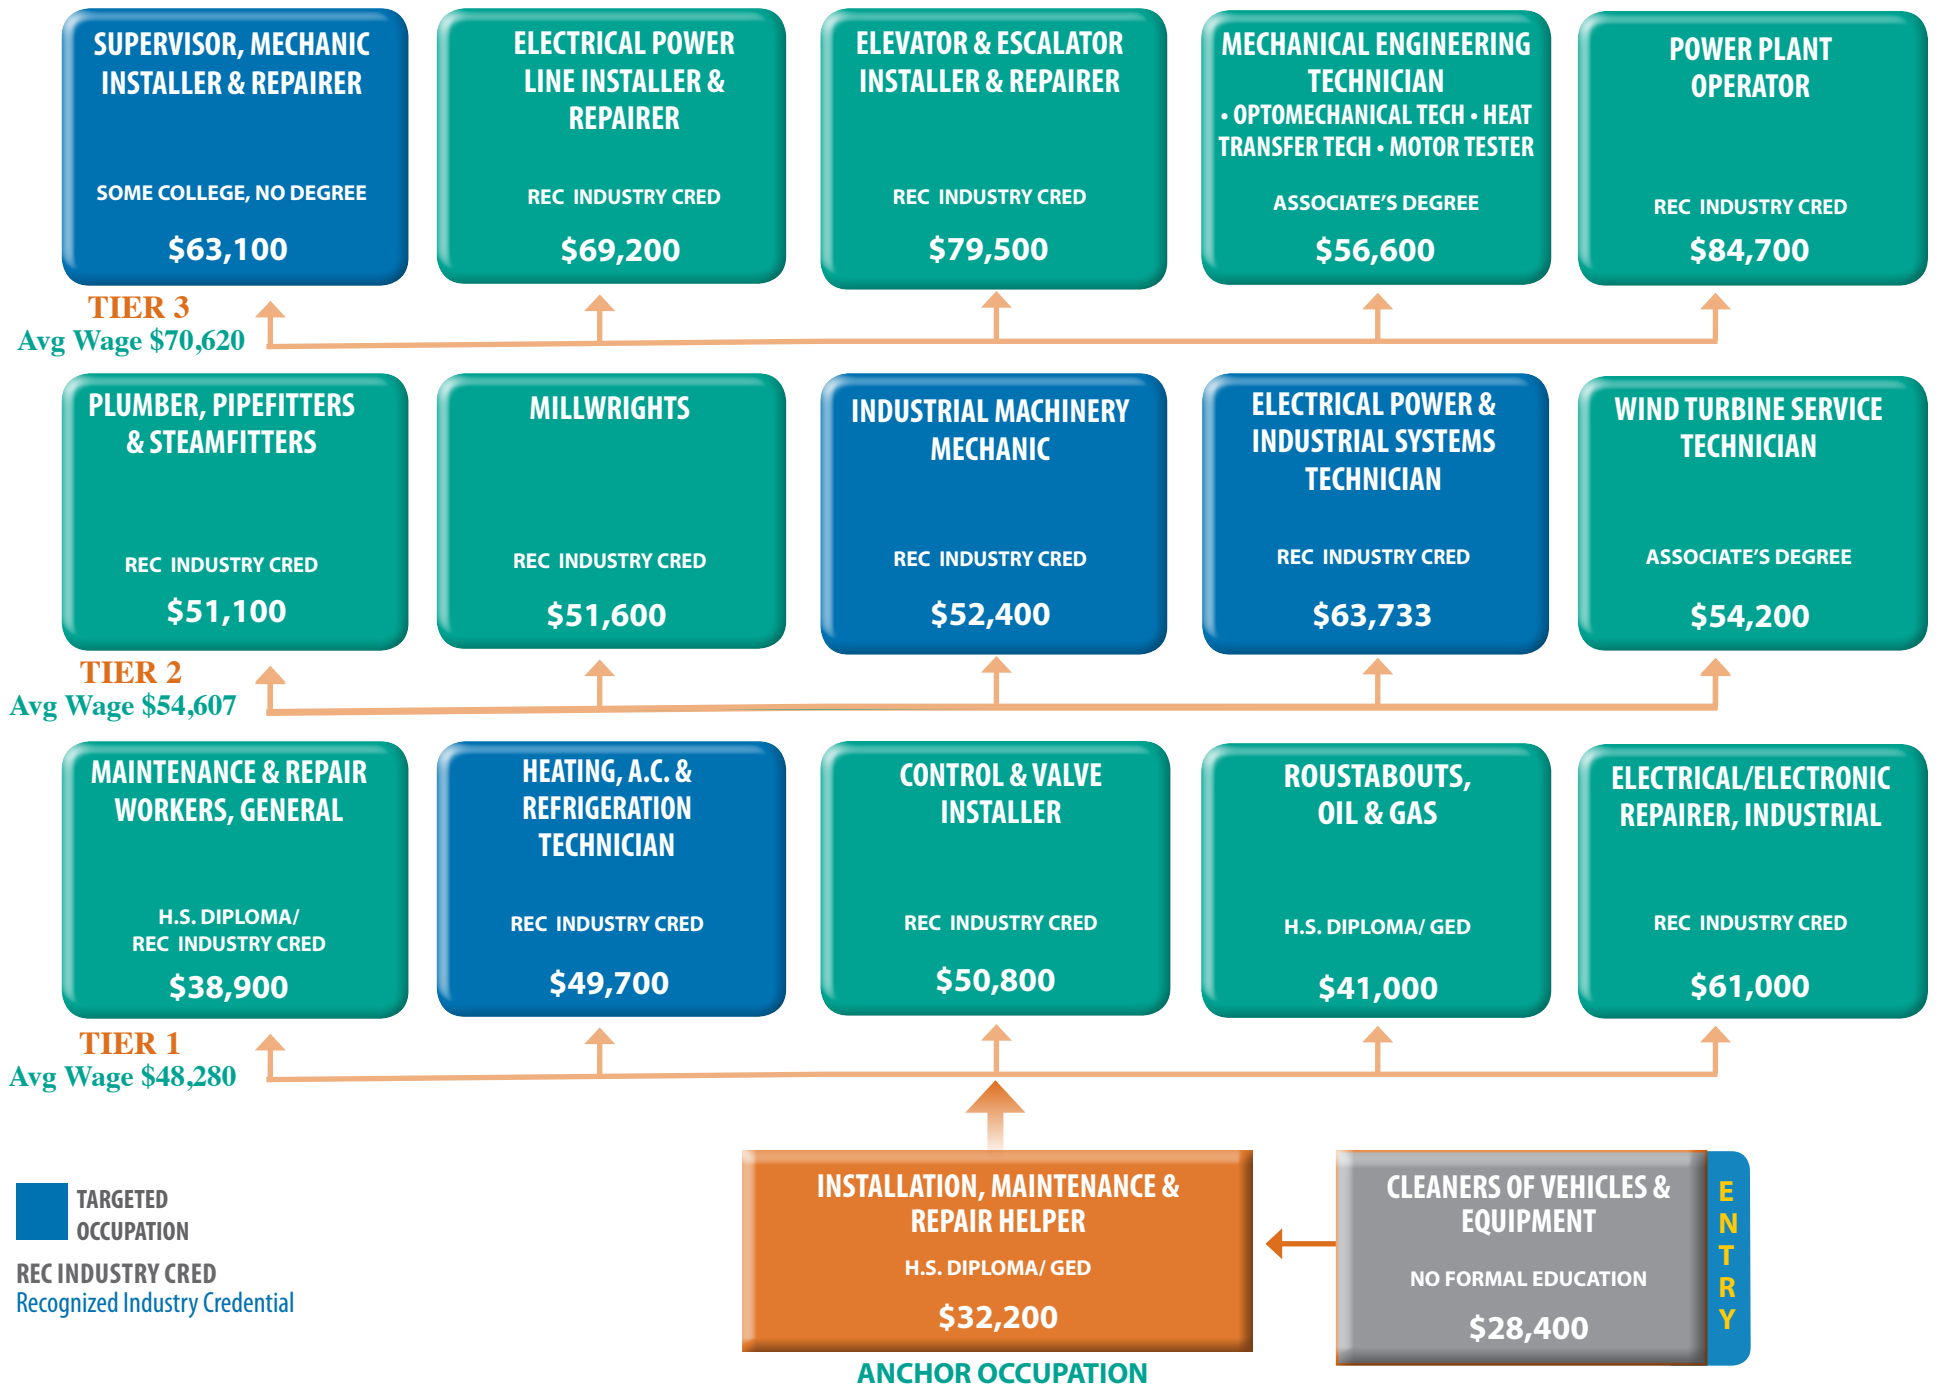 SUPERVISOR, MECHANIC
INSTALLER & REPAIRER
SOME COLLEGE, NO DEGREE
$63,100
ELECTRICAL POWER
LINE INSTALLER &
REPAIRER
REC INDUSTRY CRED
$69,200
ELEVATOR & ESCALATOR
INSTALLER & REPAIRER
REC INDUSTRY CRED
$79,500
MECHANICAL ENGINEERING
TECHNICIAN
• OPTOMECHANICAL TECH • HEAT
TRANSFER TECH • MOTOR TESTER
ASSOCIATE'S DEGREE
$56,600
POWER PLANT
OPERATOR
REC INDUSTRY CRED
$84,700
TIER 3
Avg Wage $70,620
PLUMBER, PIPEFITTERS
& STEAMFITTERS
REC INDUSTRY CRED
$51,100
MILLWRIGHTS
REC INDUSTRY CRED
$51,600
INDUSTRIAL MACHINERY
MECHANIC
REC INDUSTRY CRED
$52,400
ELECTRICAL POWER &
INDUSTRIAL SYSTEMS
TECHNICIAN
REC INDUSTRY CRED
$63,733
WIND TURBINE SERVICE
TECHNICIAN
ASSOCIATE'S DEGREE
$54,200
TIER 2
Avg Wage $54,607
MAINTENANCE & REPAIR
WORKERS, GENERAL
H.S. DIPLOMA/
REC INDUSTRY CRED
$38,900
HEATING, A.C. &
REFRIGERATION
TECHNICIAN
REC INDUSTRY CRED
$49,700
CONTROL & VALVE
INSTALLER
REC INDUSTRY CRED
$50,800
ROUSTABOUTS,
OIL & GAS
H.S. DIPLOMA/ GED
$41,000
ELECTRICAL/ELECTRONIC
REPAIRER, INDUSTRIAL
REC INDUSTRY CRED
$61,000
TIER 1
Avg Wage $48,280
TARGETED
OCCUPATION
REC INDUSTRY CRED
Recognized Industry Credential
INSTALLATION, MAINTENANCE &
REPAIR HELPER
H.S. DIPLOMA/ GED
$32,200
ANCHOR OCCUPATION
CLEANERS OF VEHICLES &
EQUIPMENT
NO FORMAL EDUCATION
$28,400
ENTRY